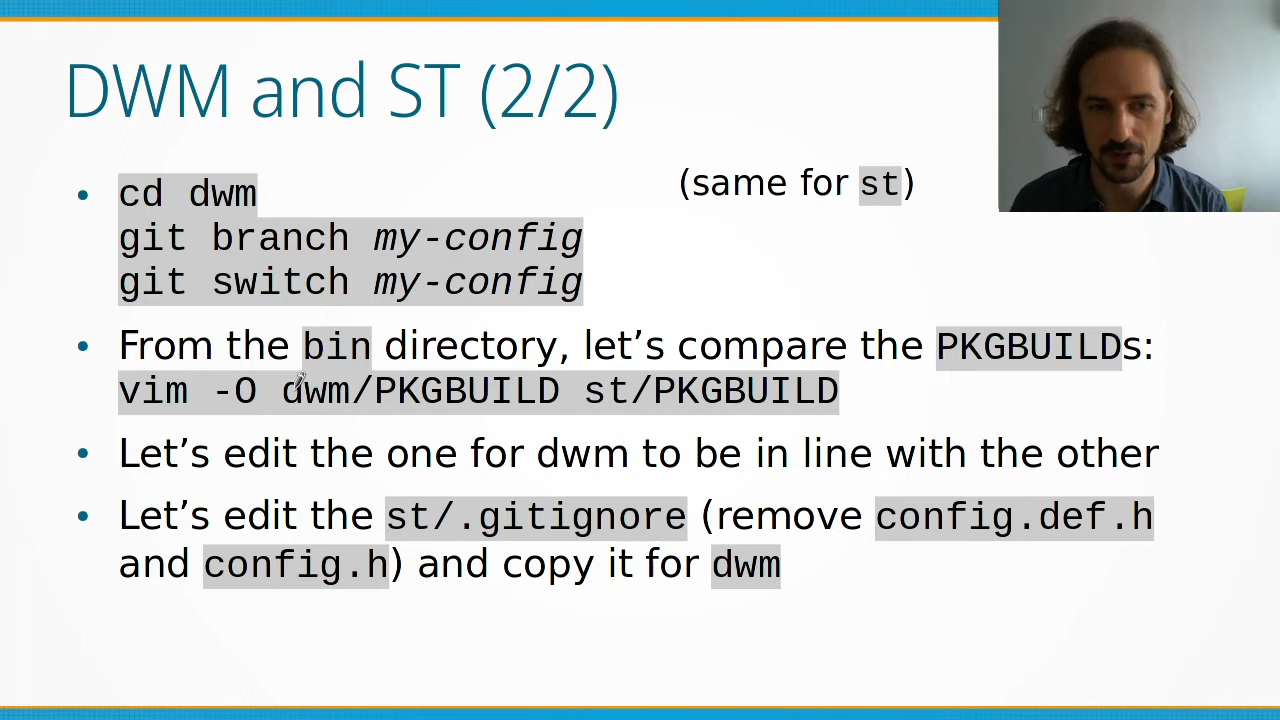 DWM and ST (2/2)
cd dwm
(same for st)
git branch my-config
git switch my-config
From the bin directory, let’s compare the PKGBUILDs:
vim -O dwm/PKGBUILD st/PKGBUILD
Let’s edit the one for dwm to be in line with the other
Let’s edit the st/.gitignore (remove config.def.h
and config.h) and copy it for dwm